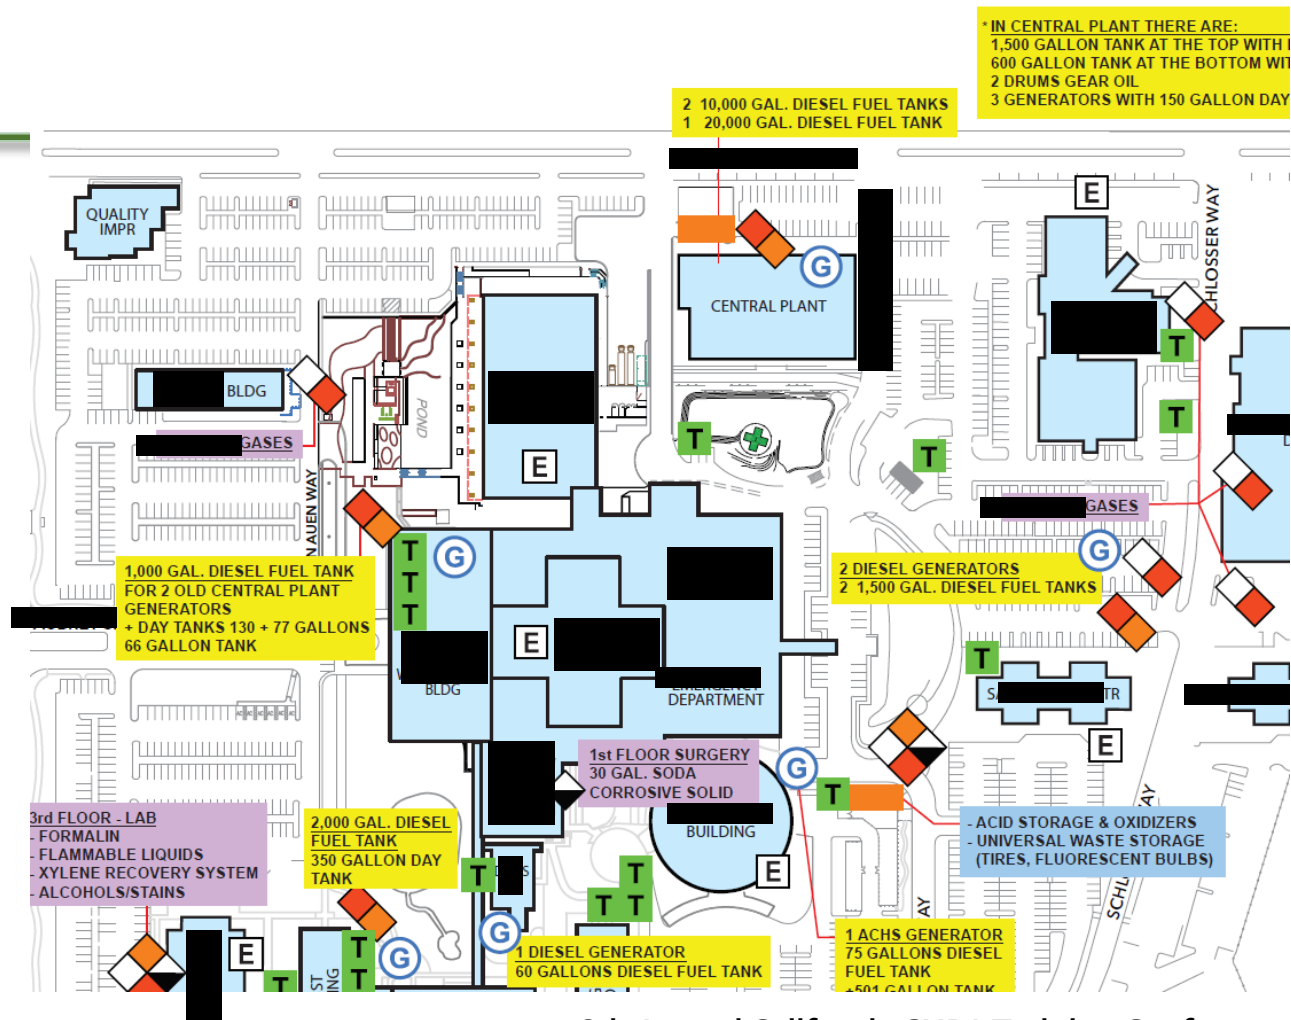 * IN CENTRAL PLANT THERE ARE:
1,500 GALLON TANK AT THE TOP WITH
600 GALLON TANK AT THE BOTTOM
2 DRUMS GEAR OIL
3 GENERATORS WITH 150 GALLON DAY
2 10,000 GAL. DIESEL FUEL TANKS
1 20,000 GAL. DIESEL FUEL TANK
E
QUALITY
IMPR
G
CENTRAL PLANT
T
BLDG
GASES
POND
E
T
T
T
GASES
1,000 GAL. DIESEL FUEL TANK
FOR 2 OLD CENTRAL PLANT
GENERATORS
+ DAY TANKS 130 + 77 GALLONS
66 GALLON TANK
AUEN WAY
T
T
T
G
E
BLDG
EMERGENCY
DEPARTMENT
2 DIESEL GENERATORS
2 1,500 GAL. DIESEL FUEL TANKS
G
T
TR
E
1st FLOOR SURGERY
30 GAL. SODA
CORROSIVE SOLID
BUILDING
E
G
T
- ACID STORAGE & OXIDIZERS
- UNIVERSAL WASTE STORAGE
(TIRES, FLUORESCENT BULBS)
3rd FLOOR - LAB
- FORMALIN
- FLAMMABLE LIQUIDS
- XYLENE RECOVERY SYSTEM
- ALCOHOLS/STAINS
2,000 GAL. DIESEL
FUEL TANK
350 GALLON DAY
TANK
T
T
T T
G
1 DIESEL GENERATOR
60 GALLONS DIESEL FUEL TANK
1 ACHS GENERATOR
75 GALLONS DIESEL
FUEL TANK
+501 GALLON TANK
E
T
T
T
G